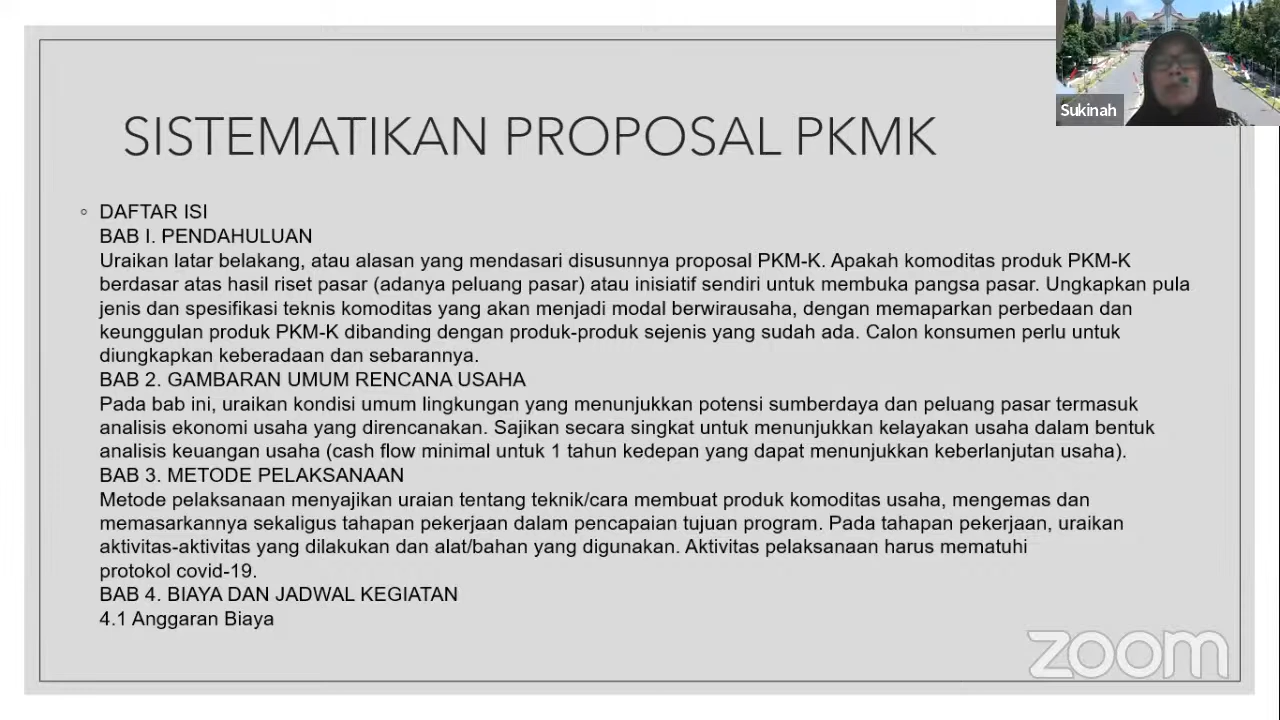 Sukinah
SISTEMATIKAN PROPOSAL PKMK
DAFTAR ISI
BAB I. PENDAHULUAN
Uraikan latar belakang, atau alasan yang mendasari disusunnya proposal PKM-K. Apakah komoditas produk PKM-K
berdasar atas hasil riset pasar (adanya peluang pasar) atau inisiatif sendiri untuk membuka pangsa pasar. Ungkapkan pula
jenis dan spesifikasi teknis komoditas yang akan menjadi modal berwirausaha, dengan memaparkan perbedaan dan
keunggulan produk PKM-K dibanding dengan produk-produk sejenis yang sudah ada. Calon konsumen perlu untuk
diungkapkan keberadaan dan sebarannya.
BAB 2. GAMBARAN UMUM RENCANA USAHA
Pada bab ini, uraikan kondisi umum lingkungan yang menunjukkan potensi sumberdaya dan peluang pasar termasuk
analisis ekonomi usaha yang direncanakan. Sajikan secara singkat untuk menunjukkan kelayakan usaha dalam bentuk
analisis keuangan usaha (cash flow minimal untuk 1 tahun kedepan yang dapat menunjukkan keberlanjutan usaha).
BAB 3. METODE PELAKSANAAN
Metode pelaksanaan menyajikan uraian tentang teknik/cara membuat produk komoditas usaha, mengemas dan
memasarkannya sekaligus tahapan pekerjaan dalam pencapaian tujuan program. Pada tahapan pekerjaan, uraikan
aktivitas-aktivitas yang dilakukan dan alat/bahan yang digunakan. Aktivitas pelaksanaan harus mematuhi
protokol covid-19.
BAB 4. BIAYA DAN JADWAL KEGIATAN
4.1 Anggaran Biaya
zoom